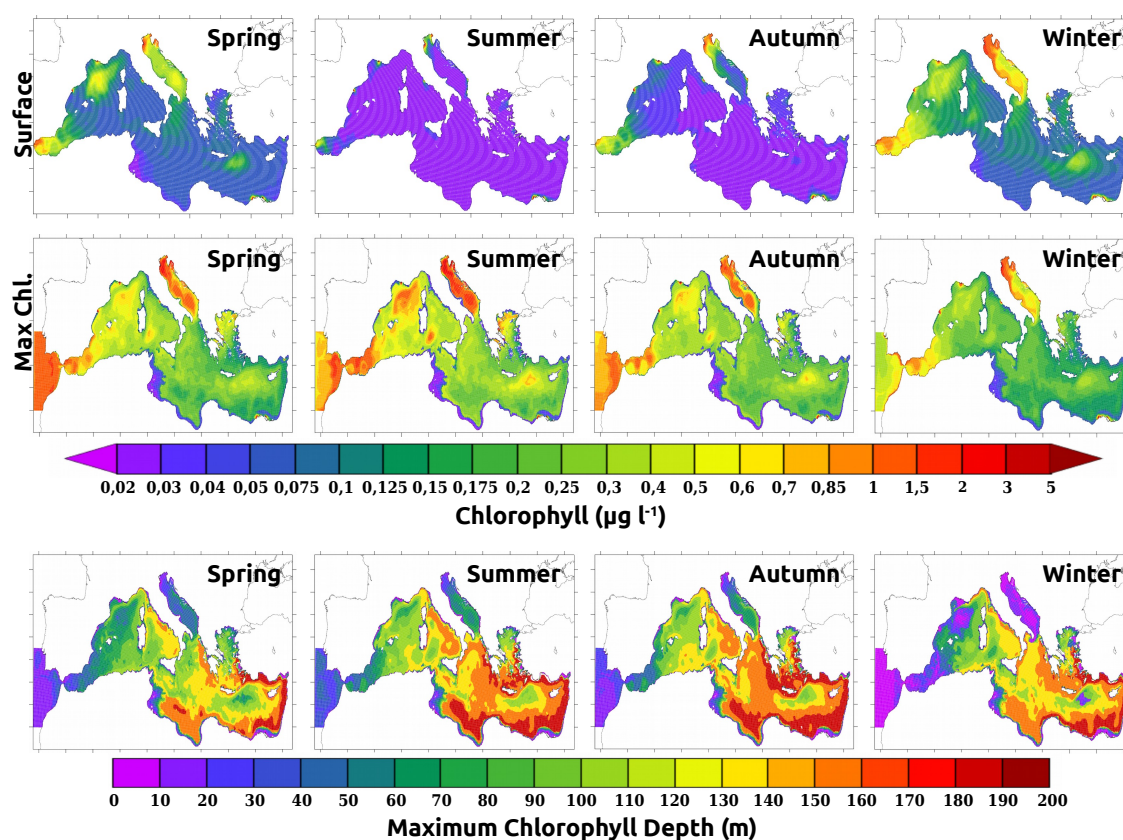 Spring Summer Autumn Winter
Surface
Spring Summer Autumn Winter
Max Chl.
0,02 0,03 0,04 0,05 0,075 0,1 0,125 0,15 0,175 0,2 0,25 0,3 0,4 0,5 0,6 0,7 0,85 1 1,5 2 3 5
Chlorophyll (µg l⁻¹)
Spring Summer Autumn Winter
0 10 20 30 40 50 60 70 80 90 100 110 120 130 140 150 160 170 180 190 200
Maximum Chlorophyll Depth (m)